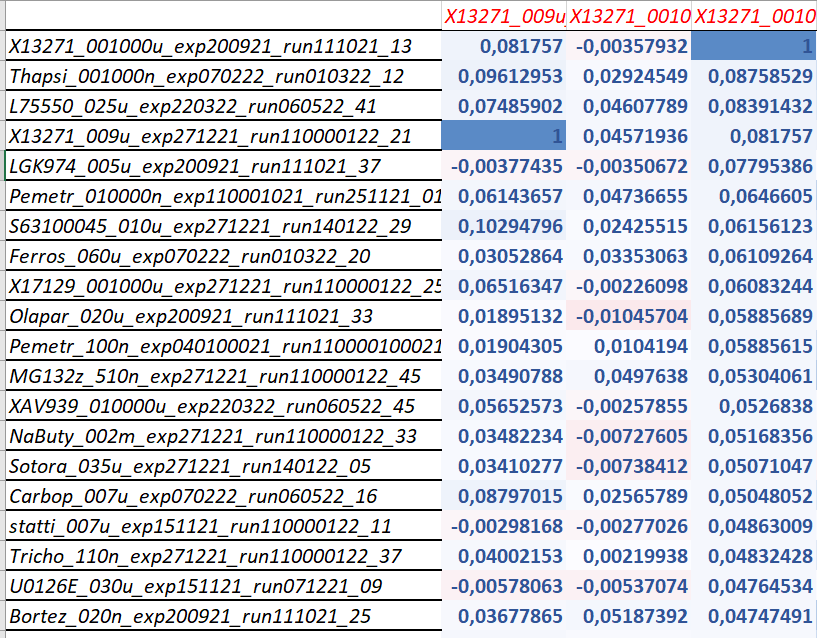 X13271_009u X13271_0010 X13271_0010
X13271_001000u_exp200921_run111021_13 0,081757 -0,00357932 1
Thapsi_001000n_exp070222_run010322_12 0,09612953 0,02924549 0,08758529
L75550_025u_exp220322_run060522_41 0,07485902 0,04607789 0,08391432
X13271_009u_exp271221_run110000122_21 1 0,04571936 0,081757
LGK974_005u_exp200921_run111021_37 -0,00377435 -0,00350672 0,07795386
Pemetr_010000n_exp110001021_run251121_01 0,06143657 0,04736655 0,0646605
S63100045_010u_exp271221_run140122_29 0,10294796 0,02425515 0,06156123
Ferros_060u_exp070222_run010322_20 0,03052864 0,03353063 0,06109264
X17129_001000u_exp271221_run110000122_25 0,06516347 -0,00226098 0,06083244
Olapar_020u_exp200921_run111021_33 0,01895132 -0,01045704 0,05885689
Pemetr_100n_exp040100021_run110000100021 0,01904305 0,0104194 0,05885615
MG132z_510n_exp271221_run110000122_45 0,03490788 0,0497638 0,05304061
XAV939_010000u_exp220322_run060522_45 0,05652573 -0,00257855 0,0526838
NaButy_002m_exp271221_run110000122_33 0,03482234 -0,00727605 0,05168356
Sotora_035u_exp271221_run140122_05 0,03410277 -0,00738412 0,05071047
Carbop_007u_exp070222_run060522_16 0,08797015 0,02565789 0,05048052
statti_007u_exp151121_run110000122_11 -0,00298168 -0,00277026 0,04863009
Tricho_110n_exp271221_run110000122_37 0,04002153 0,00219938 0,04832428
U0126E_030u_exp151121_run071221_09 -0,00578063 -0,00537074 0,04764534
Bortez_020n_exp200921_run111021_25 0,03677865 0,05187392 0,04747491